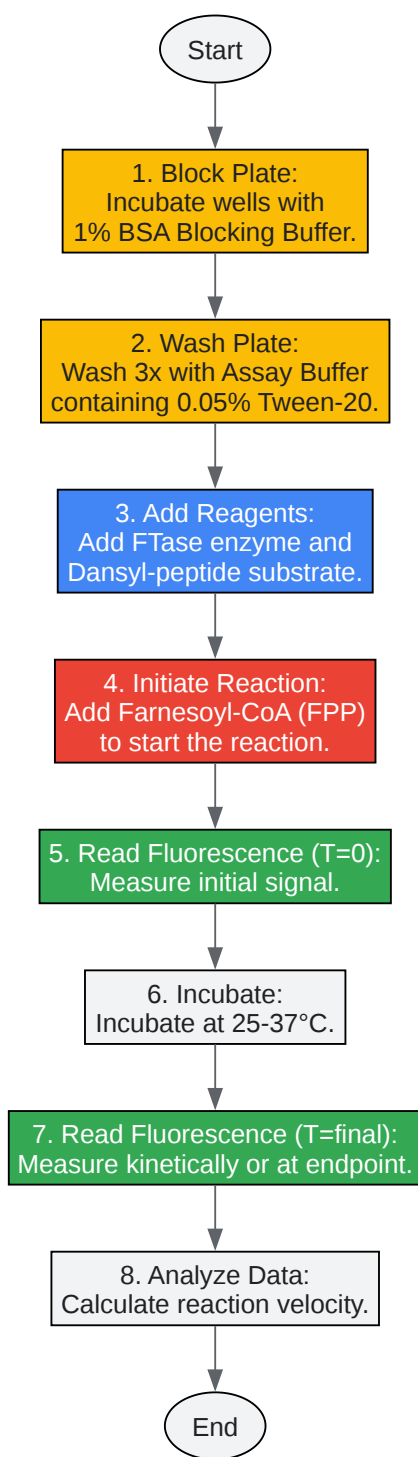 Start
1. Block Plate:
Incubate wells with
1% BSA Blocking Buffer.
2. Wash Plate:
Wash 3x with Assay Buffer
containing 0.05% Tween-20.
3. Add Reagents:
Add FTase enzyme and
Dansyl-peptide substrate.
4. Initiate Reaction:
Add Farnesoyl-CoA (FPP)
to start the reaction.
5. Read Fluorescence (T=0):
Measure initial signal.
6. Incubate:
Incubate at 25-37°C.
7. Read Fluorescence (T=final):
Measure kinetically or at endpoint.
8. Analyze Data:
Calculate reaction velocity.
End